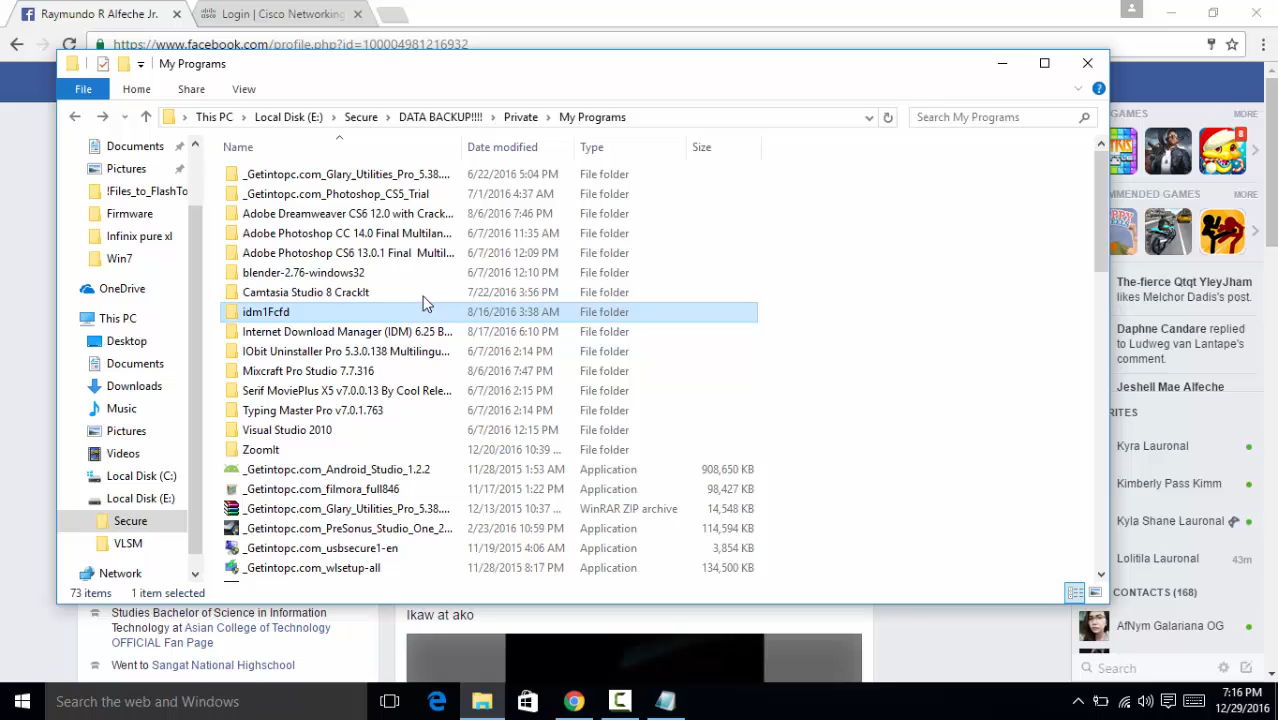 Raymundo R Alfeche Jr.
Login | Cisco Networking
https://www.facebook.com/profile.php?id=100004981216932
My Programs
File Home Share View
This PC Local Disk (E:) Secure DATA BACKUP!!!! Private My Programs
Search My Programs
Documents
Pictures
!Files_to_FlashTo
Firmware
Infinix pure xl
Win7
OneDrive
This PC
Desktop
Documents
Downloads
Music
Pictures
Videos
Local Disk (C:)
Local Disk (E:)
Secure
VLSM
Network
Name Date modified Type Size
_Getintopc.com_Glary_Utilities_Pro_5.38.... 6/22/2016 5:04 PM File folder
_Getintopc.com_Photoshop_CS5_Trial 7/1/2016 4:37 AM File folder
Adobe Dreamweaver CS6 12.0 with Crack... 8/6/2016 7:46 PM File folder
Adobe Photoshop CC 14.0 Final Multilan... 6/7/2016 11:35 AM File folder
Adobe Photoshop CS6 13.0.1 Final Multil... 6/7/2016 12:09 PM File folder
blender-2.76-windows32 6/7/2016 12:10 PM File folder
Camtasia Studio 8 CrackIt 7/22/2016 3:56 PM File folder
idm1Fcfd 8/16/2016 3:38 AM File folder
Internet Download Manager (IDM) 6.25 B... 8/17/2016 6:10 PM File folder
IObit Uninstaller Pro 5.3.0.138 Multilingu... 6/7/2016 2:14 PM File folder
Mixcraft Pro Studio 7.7.316 8/6/2016 7:47 PM File folder
Serif MoviePlus X5 v7.0.0.13 By Cool Rele... 6/7/2016 2:15 PM File folder
Typing Master Pro v7.0.1.763 6/7/2016 2:14 PM File folder
Visual Studio 2010 6/7/2016 12:15 PM File folder
ZoomIt 12/20/2016 10:39 ... File folder
_Getintopc.com_Android_Studio_1.2.2 11/28/2015 1:53 AM Application 908,650 KB
_Getintopc.com_filmora_full846 11/17/2015 1:22 PM Application 98,427 KB
_Getintopc.com_Glary_Utilities_Pro_5.38.... 12/13/2015 10:37 ... WinRAR ZIP archive 14,548 KB
_Getintopc.com_PreSonus_Studio_One_2... 2/23/2016 10:59 PM Application 114,594 KB
_Getintopc.com_usbsecure1-en 11/19/2015 4:06 AM Application 3,854 KB
_Getintopc.com_wlsetup-all 11/28/2015 8:17 PM Application 134,500 KB
73 items 1 item selected
GAMES MORE
8
MMENDED GAMES MORE
The-fierce Qtqt YleyJham
likes Melchor Dadis's post.
Daphne Candare replied
to Ludweg van Lantape's
comment.
Jeshell Mae Alfeche
RITES
Kyra Lauronal
Kimberly Pass Kimm
Kyla Shane Lauronal
Lolitila Lauronal 43m
CONTACTS (168)
AfNym Galariana OG
Search
Studies Bachelor of Science in Information
Technology at Asian College of Technology
OFFICIAL Fan Page
Went to Sangat National Highschool
Ikaw at ako
Search the web and Windows
7:16 PM
12/29/2016